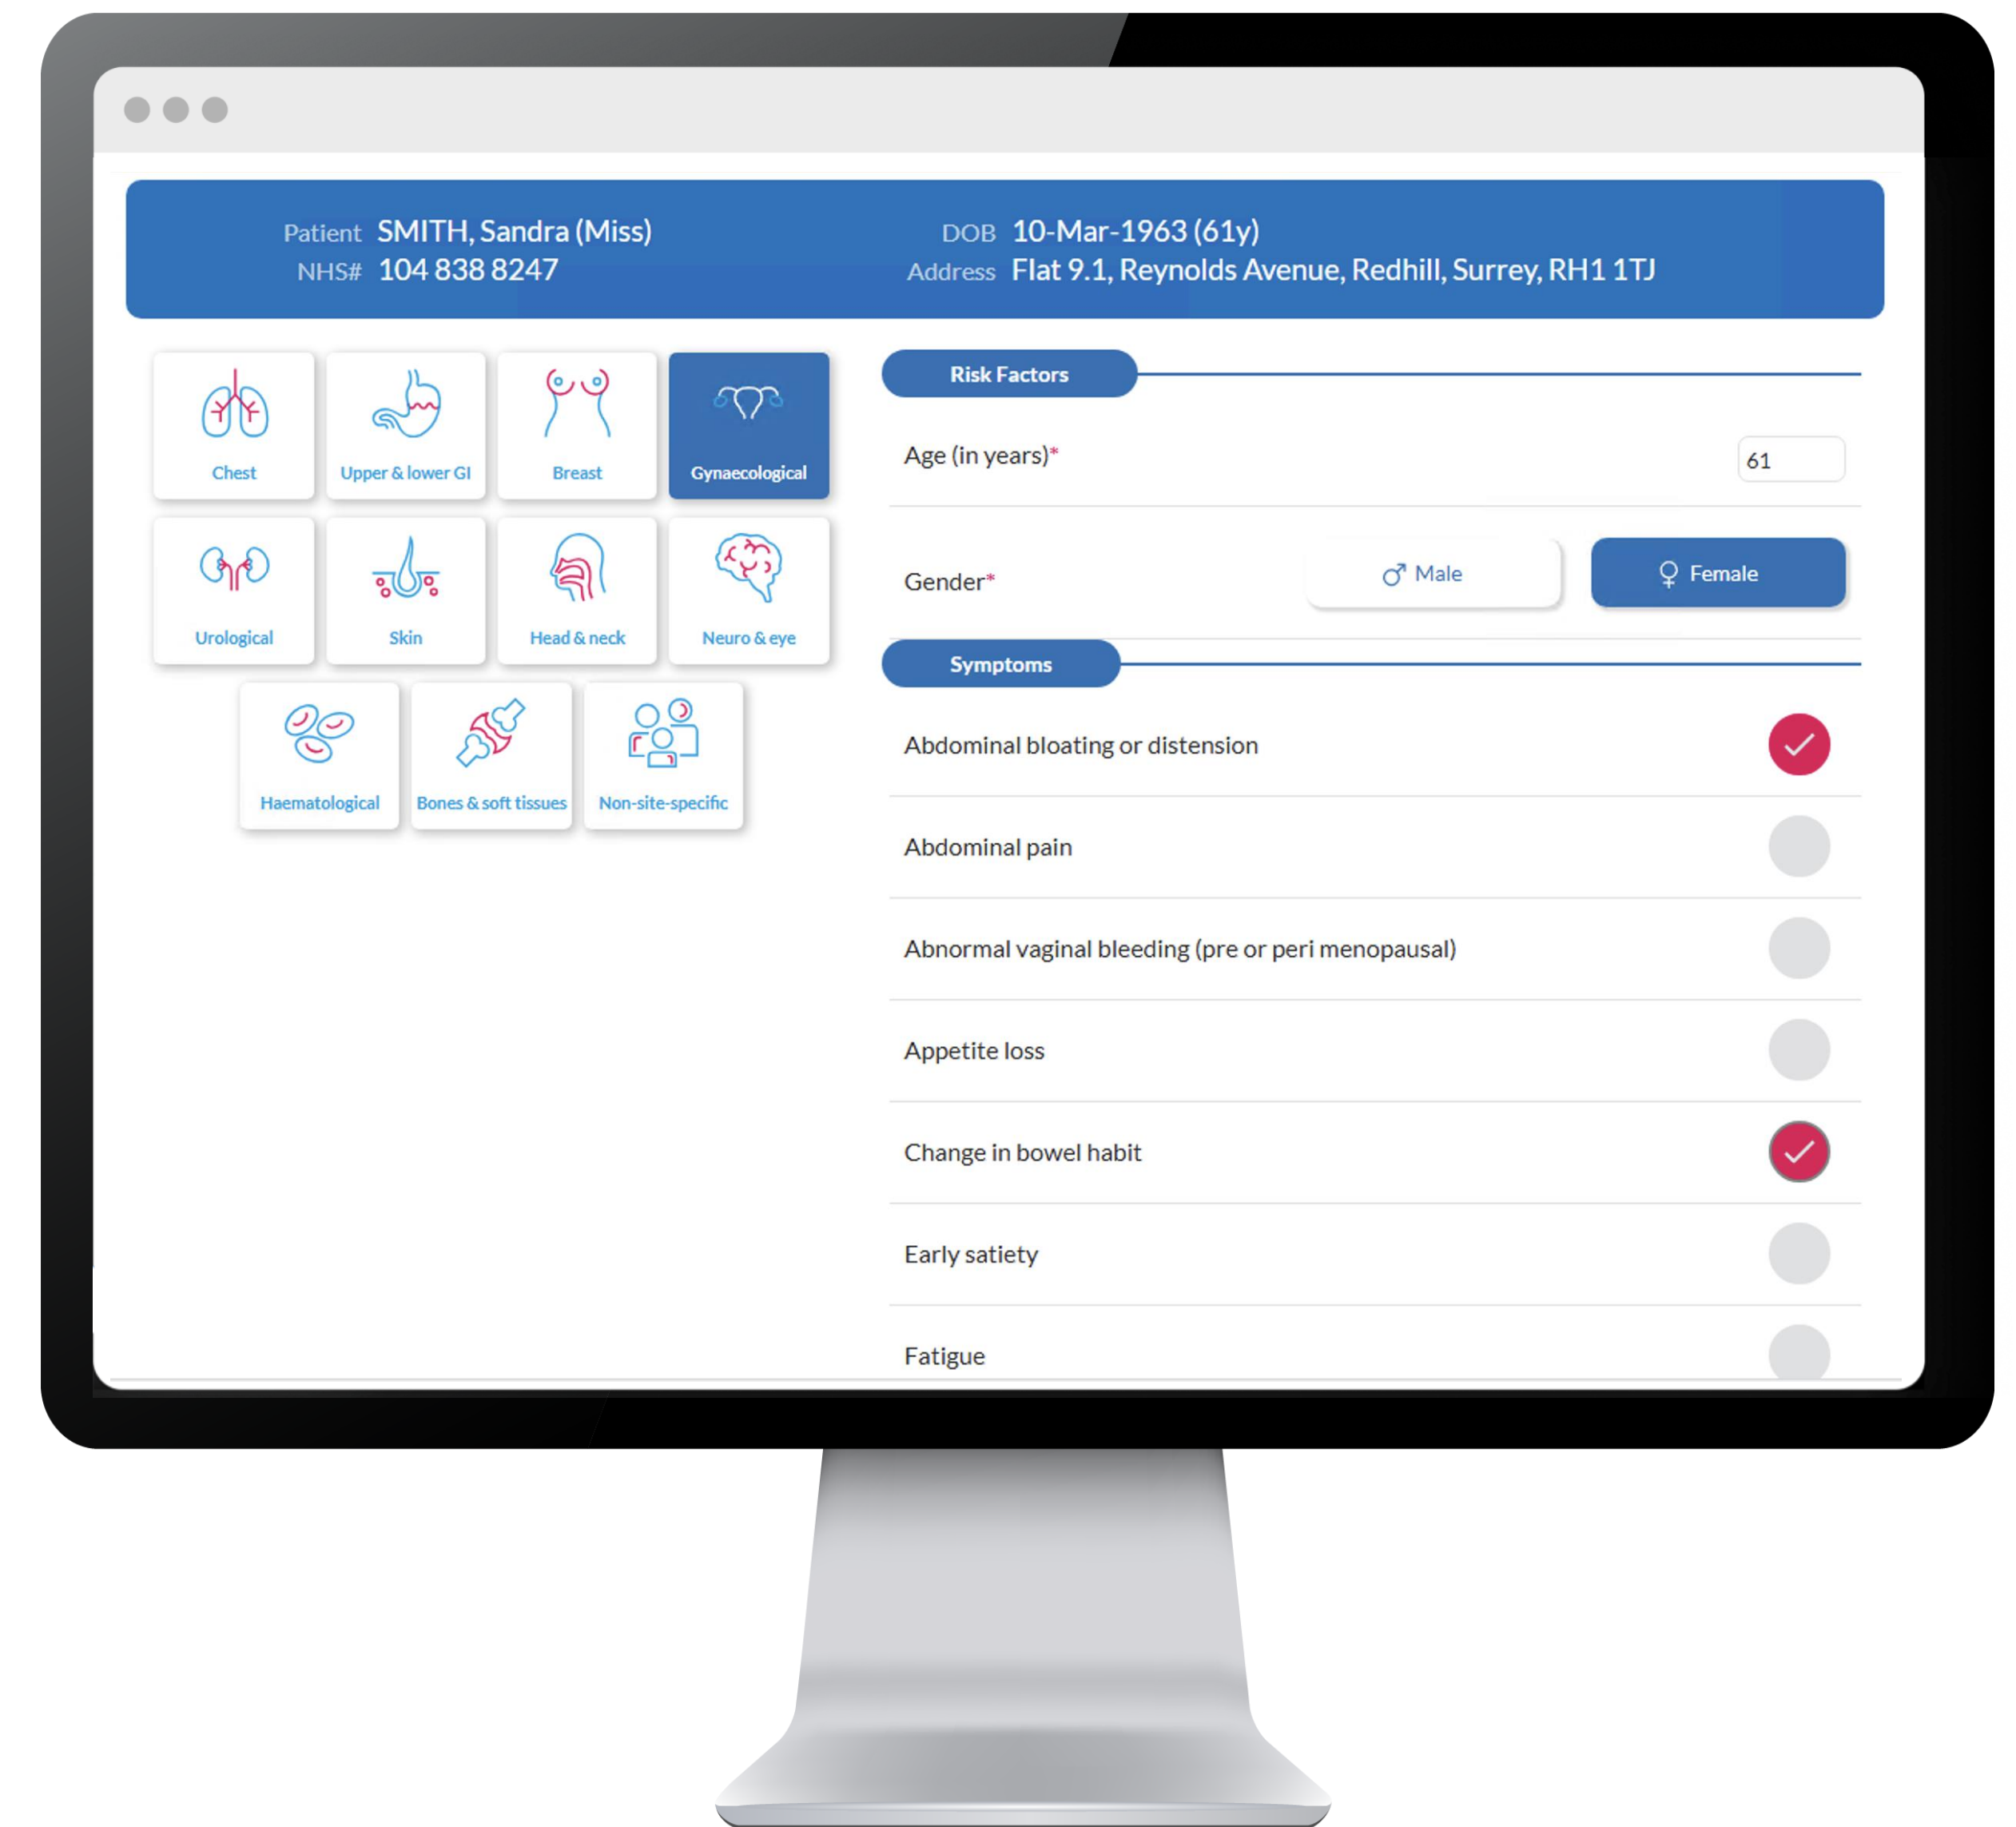 Patient SMITH, Sandra (Miss)
NHS# 104 838 8247
DOB 10-Mar-1963 (61y)
Address Flat 9.1, Reynolds Avenue, Redhill, Surrey, RH1 1TJ
Chest
Upper & lower GI
Breast
Gynaecological
Urological
Skin
Head & neck
Neuro & eye
Haematological
Bones & soft tissues
Non-site-specific
Risk Factors
Age (in years)* 61
Gender* Male Female
Symptoms
Abdominal bloating or distension
Abdominal pain
Abnormal vaginal bleeding (pre or peri menopausal)
Appetite loss
Change in bowel habit
Early satiety
Fatigue